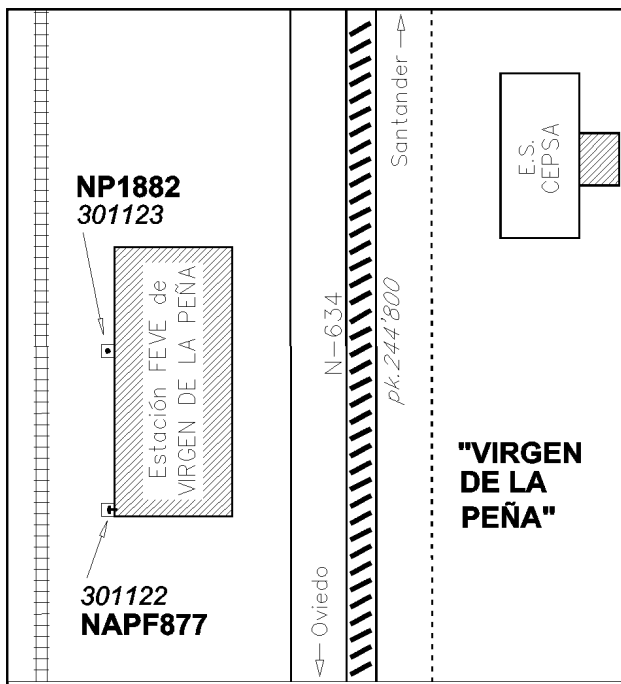 Santander
E.S.
CEPSA
NP1882
301123
Estación FEVE de
VIRGEN DE LA PEÑA
N-634
pk.244'800
"VIRGEN
DE LA
PEÑA"
301122
NAPF877
Oviedo